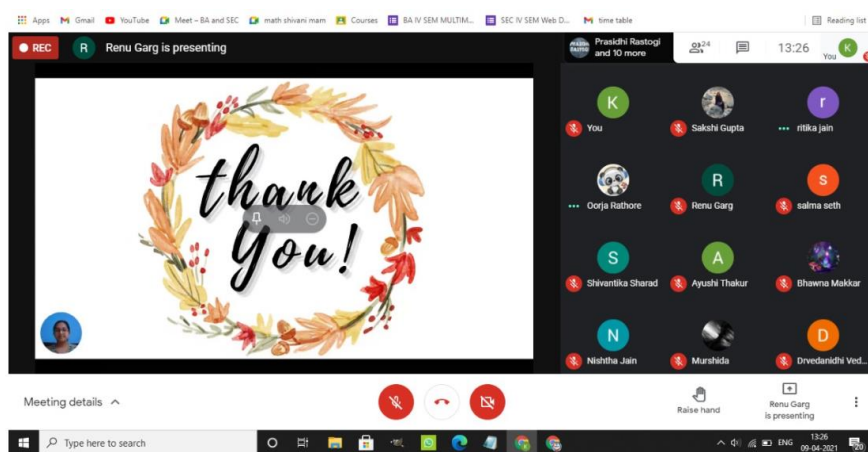 Apps Gmail YouTube Meet – BA and SEC math shivani mam Courses BA IV SEM MULTIM... SEC IV SEM Web D... time table Reading list
REC R Renu Garg is presenting
Prasidhi Rastogi
and 10 more
24
13:26
You
K
thank
You!
K
You
Sakshi Gupta
r
ritika jain
Oorja Rathore
R
Renu Garg
s
salma seth
S
Shivantika Sharad
A
Ayushi Thakur
Bhawna Makkar
N
Nishtha Jain
Murshida
D
Drvedanidhi Ved...
Meeting details
Raise hand
Renu Garg
is presenting
Type here to search
ENG
13:26
09-04-2021
20